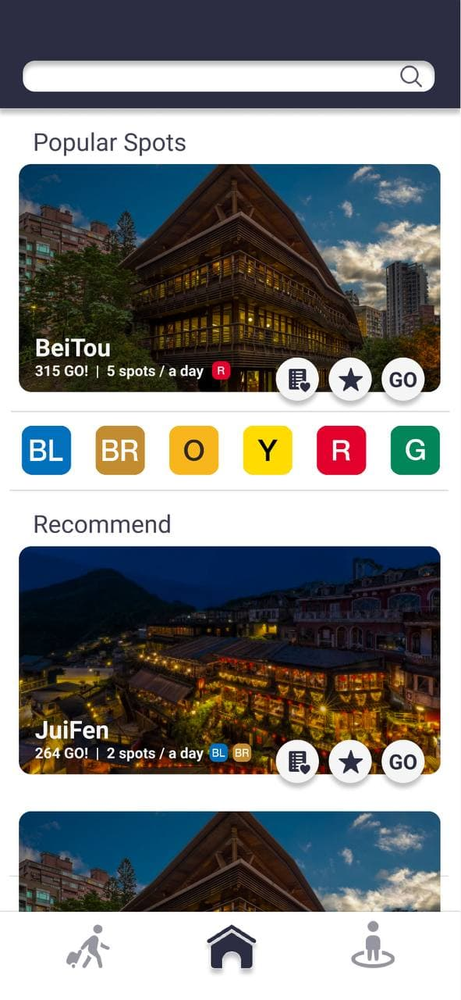 Popular Spots
BeiTou
315 GO! | 5 spots / a day R
GO
BL BR O Y R G
Recommend
JuiFen
264 GO! | 2 spots / a day BL BR
GO